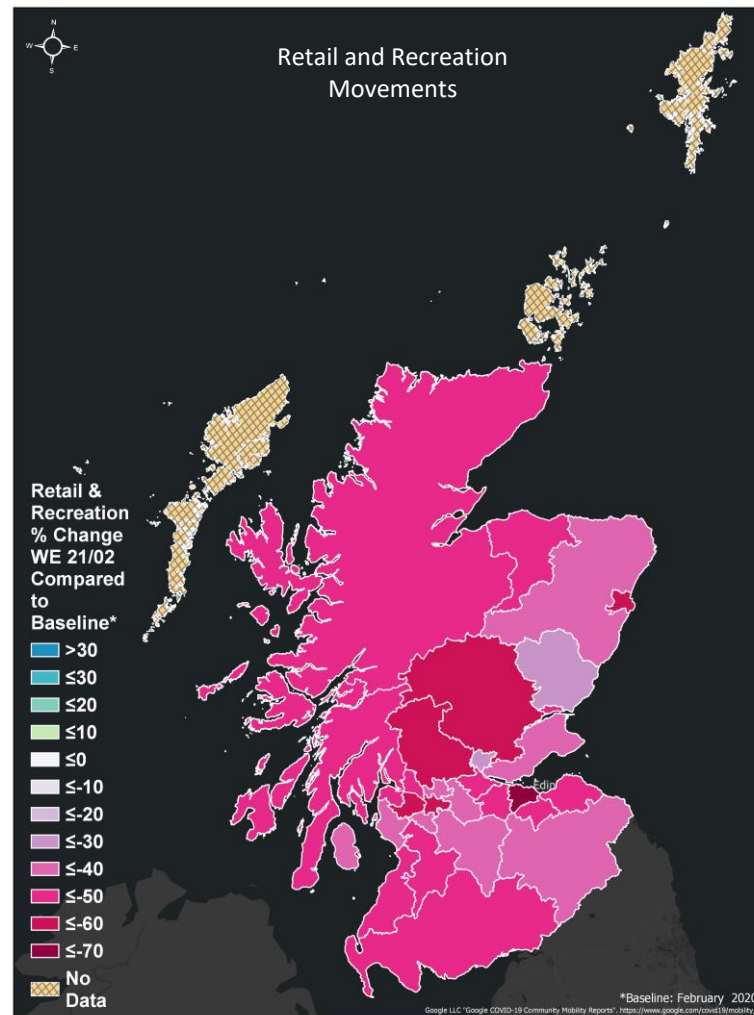 N
W E
S
Retail and Recreation
Movements
Retail &
Recreation
% Change
WE 21/02
Compared
to
Baseline*
>30
≤30
≤20
≤10
≤0
≤-10
≤-20
≤-30
≤-40
≤-50
≤-60
≤-70
No
Data
Edin
*Baseline: February 2020
Google LLC "Google COVID-19 Community Mobility Reports". https://www.google.com/covid19/mobility